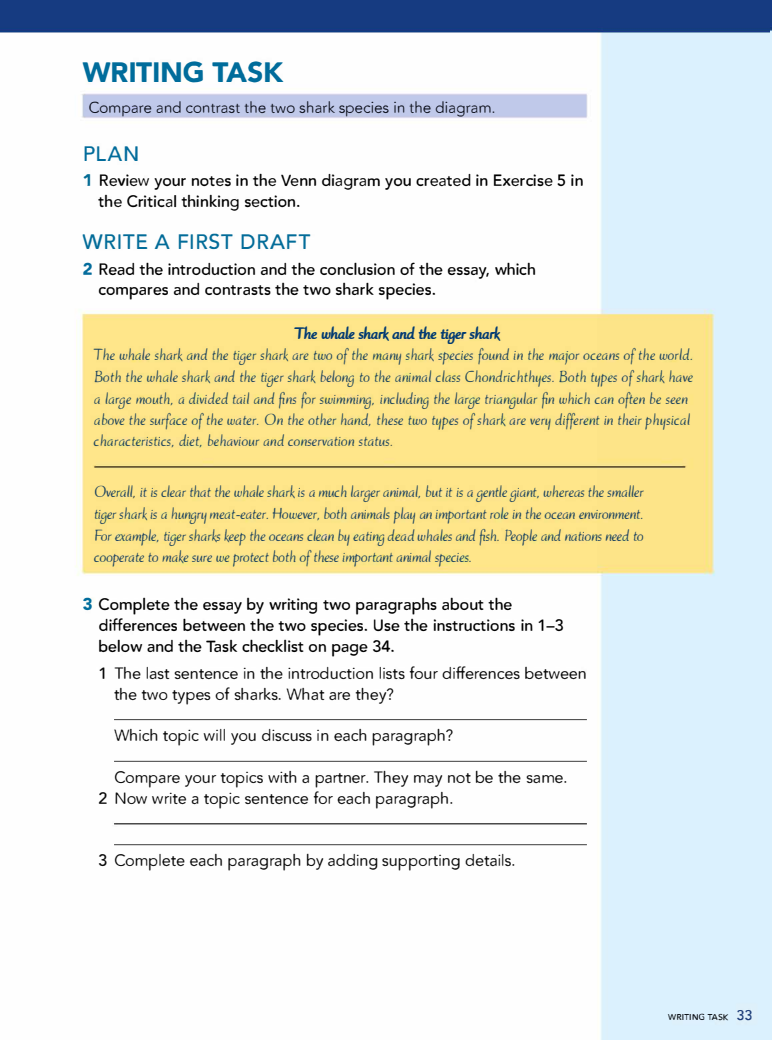 WRITING TASK
Compare and contrast the two shark species in the diagram.
PLAN
1 Review your notes in the Venn diagram you created in Exercise 5 in
the Critical thinking section.
WRITE A FIRST DRAFT
2 Read the introduction and the conclusion of the essay, which
compares and contrasts the two shark species.
The whale shark and the tiger shark
The whale shark and the tiger shark are two of the many shark species found in the major oceans of the world.
Both the whale shark and the tiger shark belong to the animal class Chondrichthyes. Both types of shark have
a large mouth, a divided tail and fins for swimming, including the large triangular fin which can often be seen
above the surface of the water. On the other hand, these two types of shark are very different in their physical
characteristics, diet, behaviour and conservation status.
Overall, it is clear that the whale shark is a much larger animal, but it is a gentle giant, whereas the smaller
tiger shark is a hungry meat-eater. However, both animals play an important role in the ocean environment.
For example, tiger sharks keep the oceans clean by eating dead whales and fish. People and nations need to
cooperate to make sure we protect both of these important animal species.
3 Complete the essay by writing two paragraphs about the
differences between the two species. Use the instructions in 1–3
below and the Task checklist on page 34.
1 The last sentence in the introduction lists four differences between
the two types of sharks. What are they?
Which topic will you discuss in each paragraph?
Compare your topics with a partner. They may not be the same.
2 Now write a topic sentence for each paragraph.
3 Complete each paragraph by adding supporting details.
WRITING TASK 33